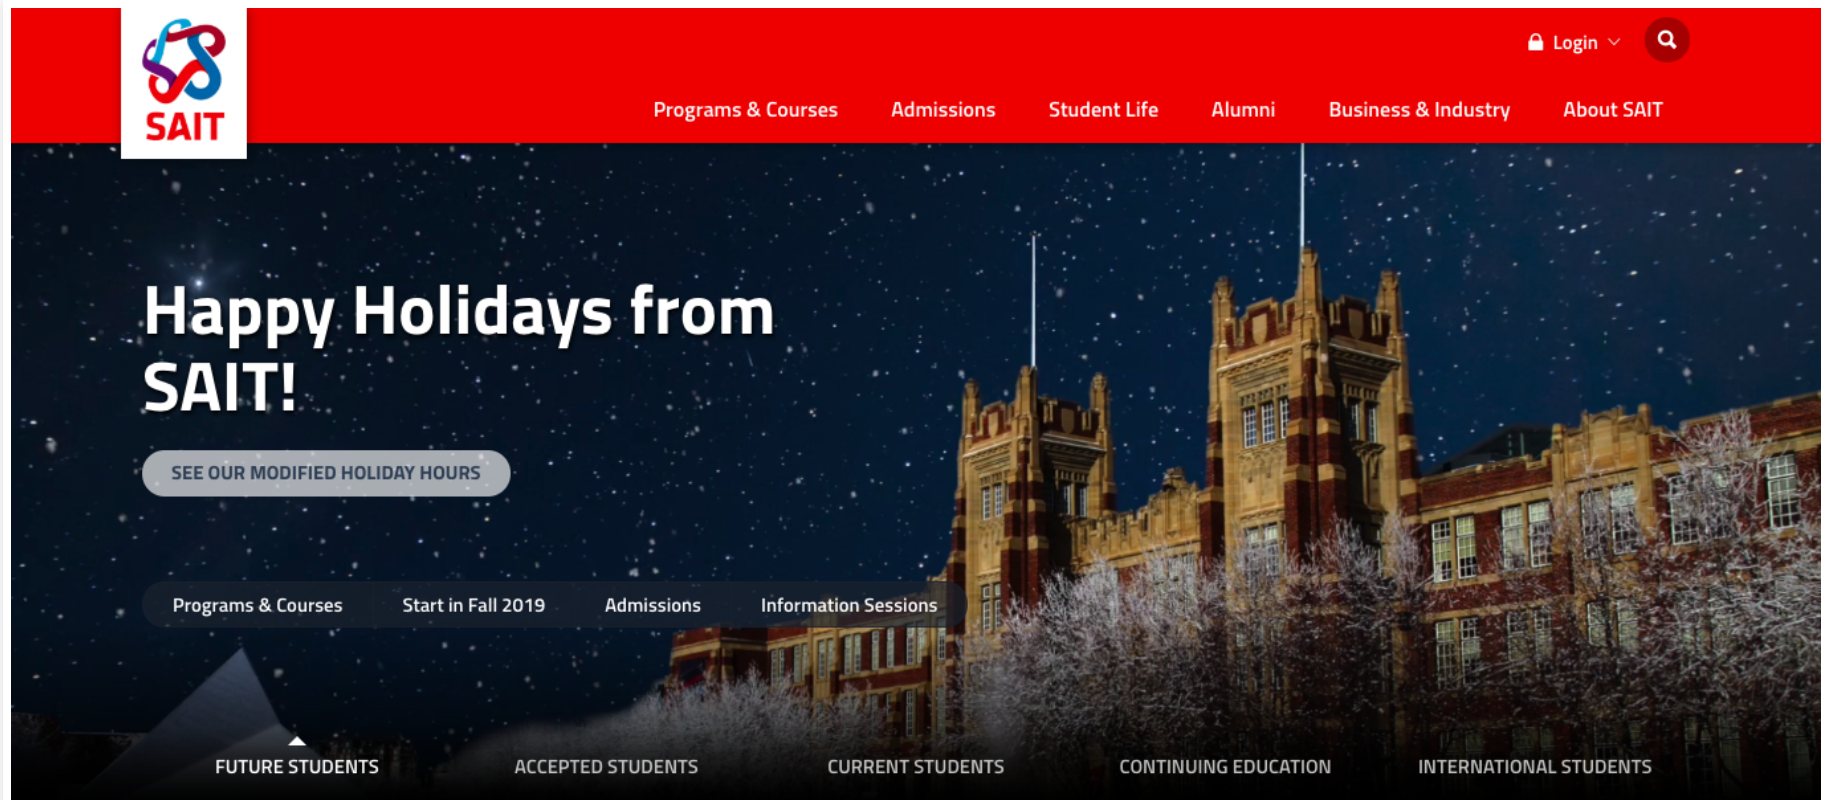 SAIT
Login
Programs & Courses Admissions Student Life Alumni Business & Industry About SAIT
Happy Holidays from
SAIT!
SEE OUR MODIFIED HOLIDAY HOURS
Programs & Courses Start in Fall 2019 Admissions Information Sessions
FUTURE STUDENTS ACCEPTED STUDENTS CURRENT STUDENTS CONTINUING EDUCATION INTERNATIONAL STUDENTS